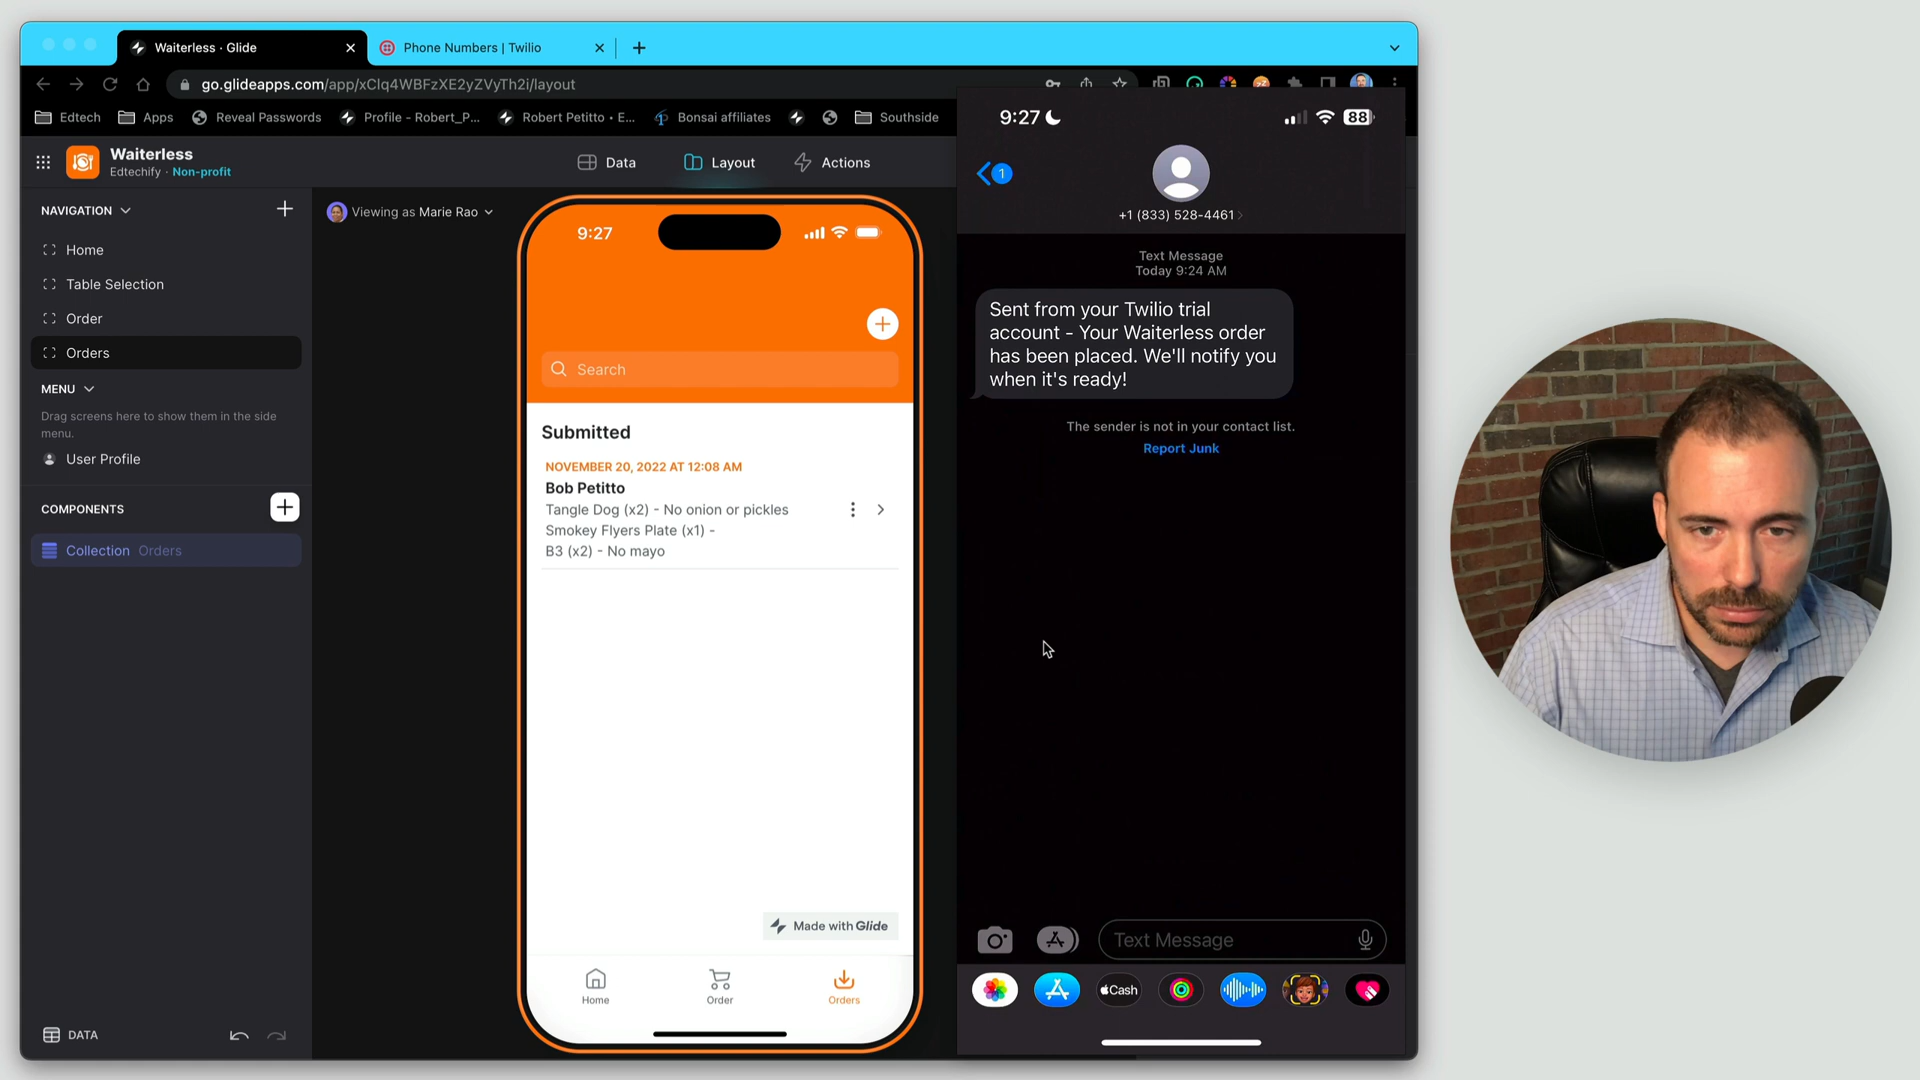 Waiterless · Glide
Phone Numbers | Twilio
go.glideapps.com/app/xClq4WBFzXE2yZVyTh2i/layout
Edtech
Apps
Reveal Passwords
Profile - Robert_P...
Robert Petitto • E...
Bonsai affiliates
Southside
Waiterless
Edtechify · Non-profit
Data
Layout
Actions
NAVIGATION
Home
Table Selection
Order
Orders
MENU
Drag screens here to show them in the side
menu.
User Profile
COMPONENTS
Collection Orders
DATA
Viewing as Marie Rao
9:27
Search
Submitted
NOVEMBER 20, 2022 AT 12:08 AM
Bob Petitto
Tangle Dog (x2) - No onion or pickles
Smokey Flyers Plate (x1) -
B3 (x2) - No mayo
Made with Glide
Home
Order
Orders
9:27
88
1
+1 (833) 528-4461
Text Message
Today 9:24 AM
Sent from your Twilio trial
account - Your Waiterless order
has been placed. We'll notify you
when it's ready!
The sender is not in your contact list.
Report Junk
Text Message
Cash